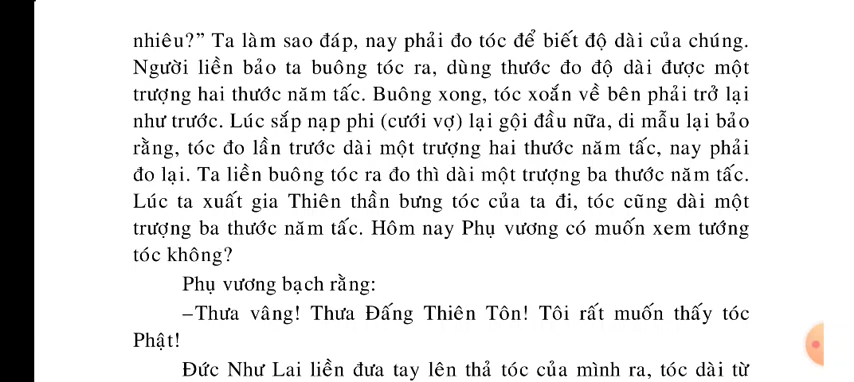 nhiêu?” Ta làm sao đáp, nay phải đo tóc để biết độ dài của chúng.
Người liền bảo ta buông tóc ra, dùng thước đo độ dài được một
trượng hai thước năm tấc. Buông xong, tóc xoắn về bên phải trở lại
như trước. Lúc sắp nạp phi (cưới vợ) lại gội đầu nữa, di mẫu lại bảo
rằng, tóc đo lần trước dài một trượng hai thước năm tấc, nay phải
đo lại. Ta liền buông tóc ra đo thì dài một trượng ba thước năm tấc.
Lúc ta xuất gia Thiên thần bưng tóc của ta đi, tóc cũng dài một
trượng ba thước năm tấc. Hôm nay Phụ vương có muốn xem tướng
tóc không?
Phụ vương bạch rằng:
–Thưa vâng! Thưa Đấng Thiên Tôn! Tôi rất muốn thấy tóc
Phật!
Đức Như Lai liền đưa tay lên thả tóc của mình ra, tóc dài từ